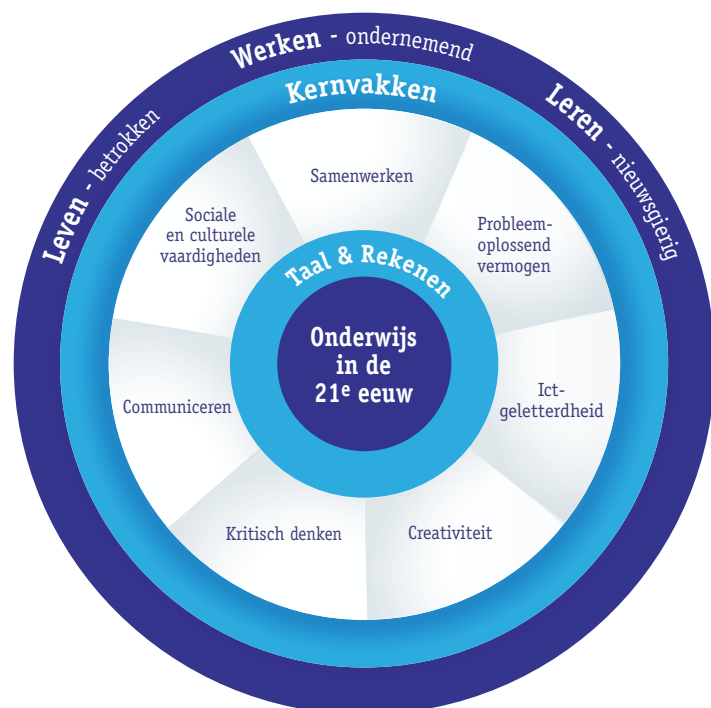 Werken - ondernemend
Leven - betrokken
Leren - nieuwsgierig
Kernvakken
Samenwerken
Sociale
en culturele
vaardigheden
Probleem-
oplossend
vermogen
Taal & Rekenen
Onderwijs
in de
21e eeuw
Communiceren
Ict-
geletterdheid
Kritisch denken
Creativiteit